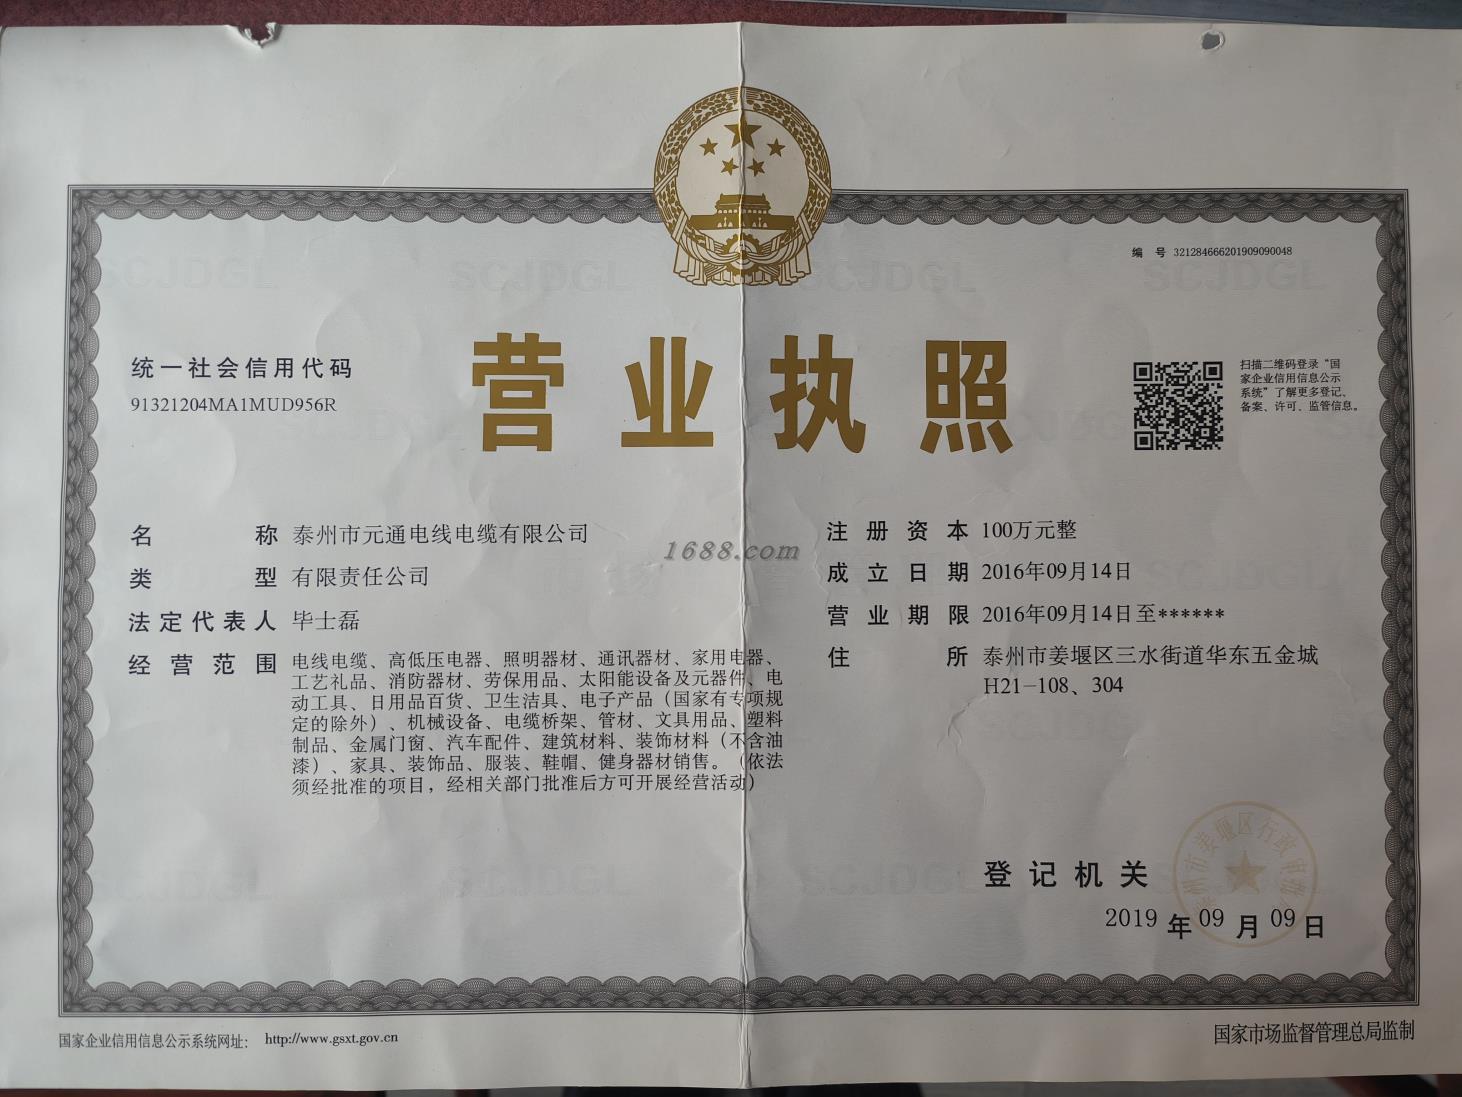 编 号 321284666201909090048
统一社会信用代码
91321204MA1MUD956R
营业执照
扫描二维码登录“国
家企业信用信息公示
系统”了解更多登记、
备案、许可、监管信息。
名 称 泰州市元通电线电缆有限公司
类 型 有限责任公司
法定代表人 毕士磊
经营范围 电线电缆、高低压电器、照明器材、通讯器材、家用电器、
工艺礼品、消防器材、劳保用品、太阳能设备及元器件、电
动工具、日用品百货、卫生洁具、电子产品（国家有专项规
定的除外）、机械设备、电缆桥架、管材、文具用品、塑料
制品、金属门窗、汽车配件、建筑材料、装饰材料（不含油
漆）、家具、装饰品、服装、鞋帽、健身器材销售。（依法
须经批准的项目，经相关部门批准后方可开展经营活动）
1688.com
注册资本 100万元整
成立日期 2016年09月14日
营业期限 2016年09月14日至******
住 所 泰州市姜堰区三水街道华东五金城
H21-108、304
登记机关
2019 年 09 月 09 日
国家企业信用信息公示系统网址： http://www.gsxt.gov.cn
国家市场监督管理总局监制